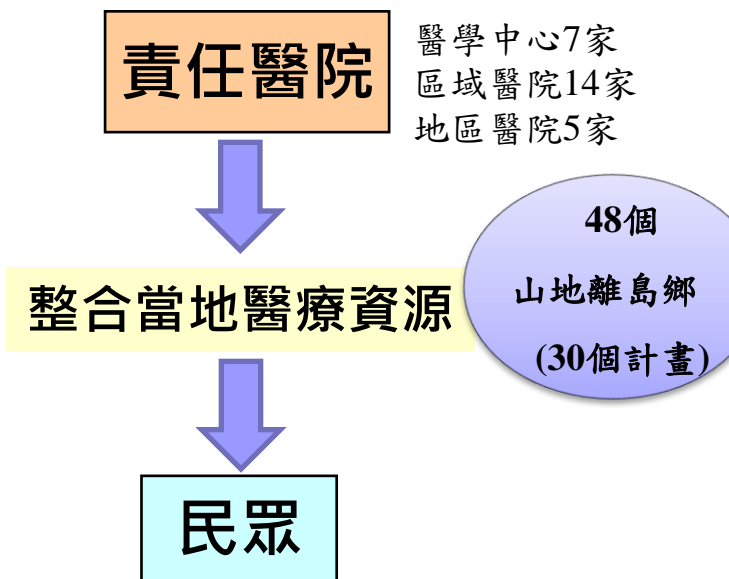 責任醫院
醫學中心7家
區域醫院14家
地區醫院5家
48個
山地離島鄉
(30個計畫)
整合當地醫療資源
民眾